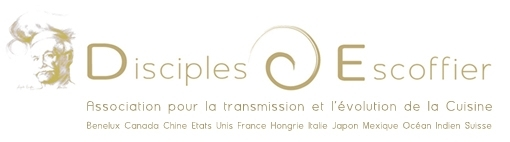 Disciples Escoffier
Association pour la transmission et l'évolution de la Cuisine
Benelux Canada Chine Etats Unis France Hongrie Italie Japon Mexique Océan Indien Suisse